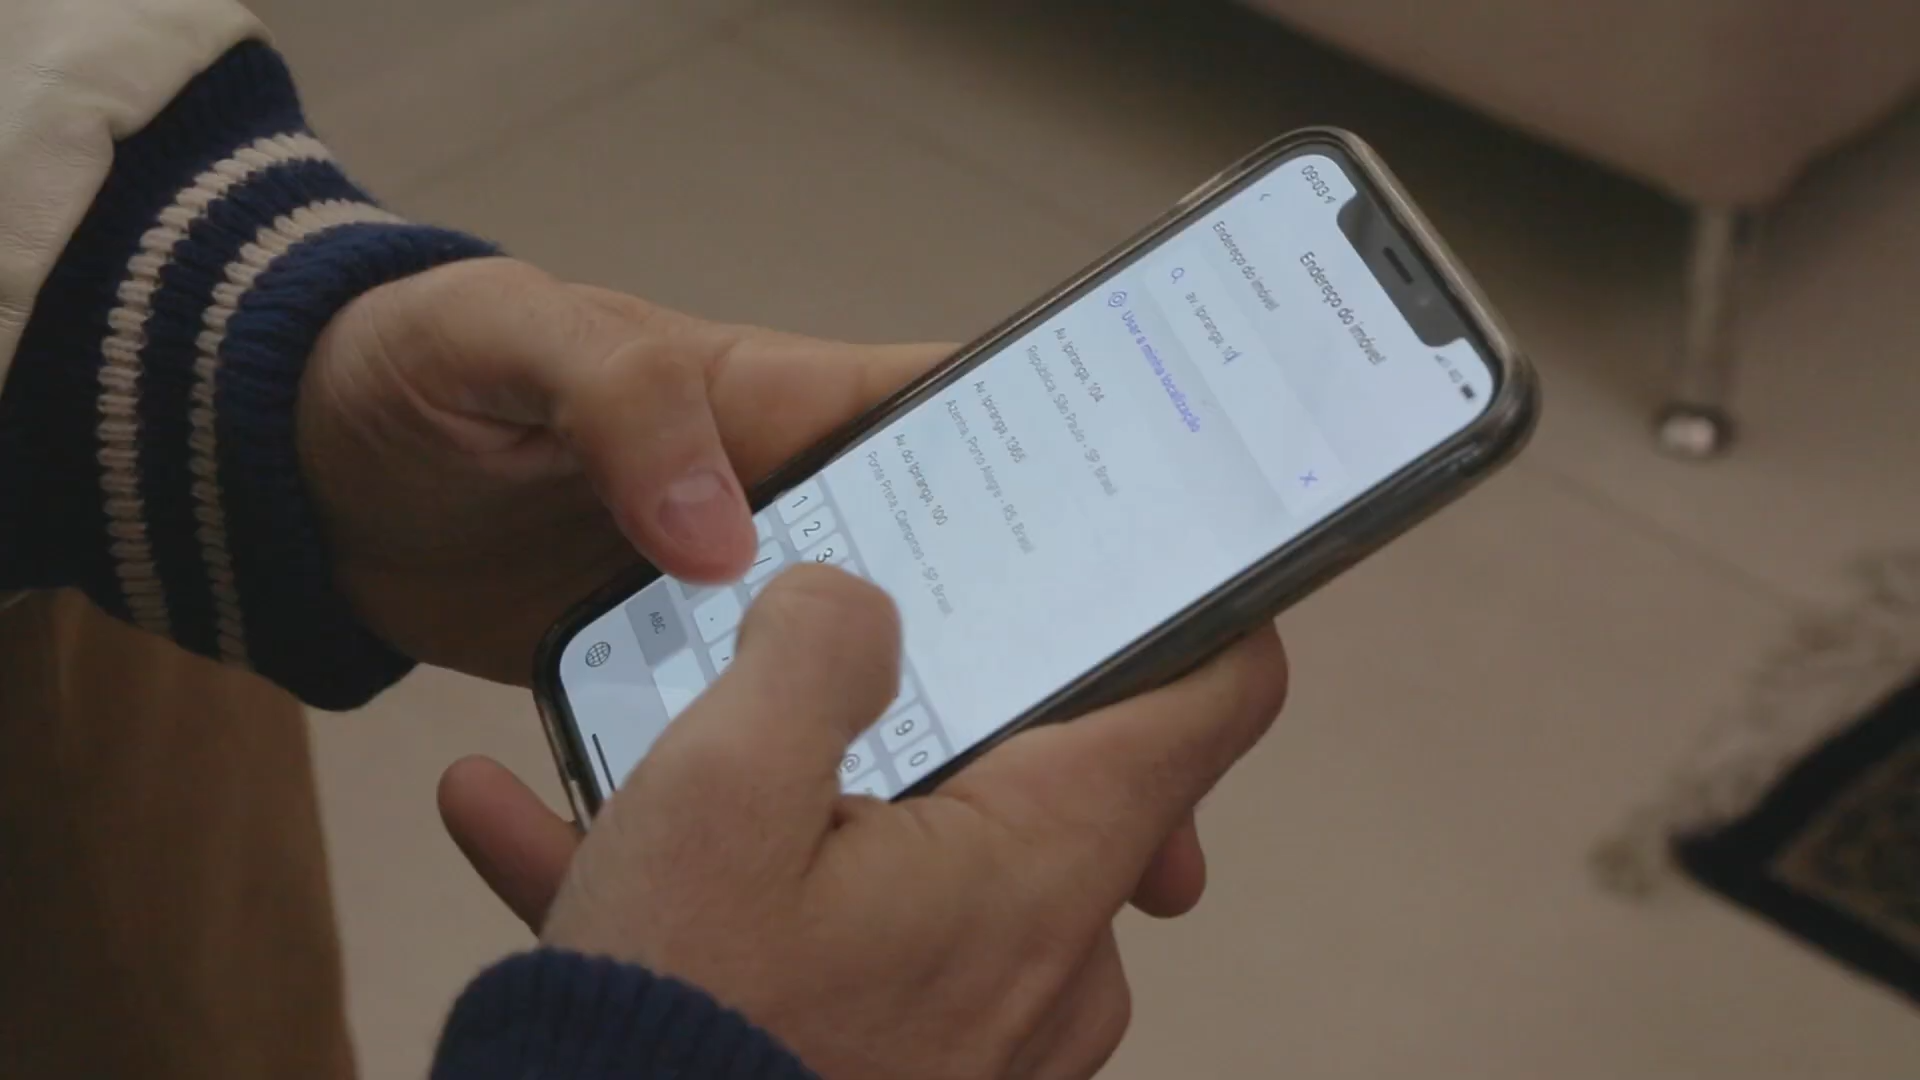 09:03
Endereço do imóvel
Endereço do imóvel
av. Ipiranga, 10
Usar a minha localização
Av. Ipiranga, 104
República, São Paulo - SP, Brasil
Av. Ipiranga, 1365
Azenha, Porto Alegre - RS, Brasil
Av. do Ipiranga, 100
Ponte Preta, Campinas - SP, Brasil
1 2 3 9 0
/ @
.
ABC